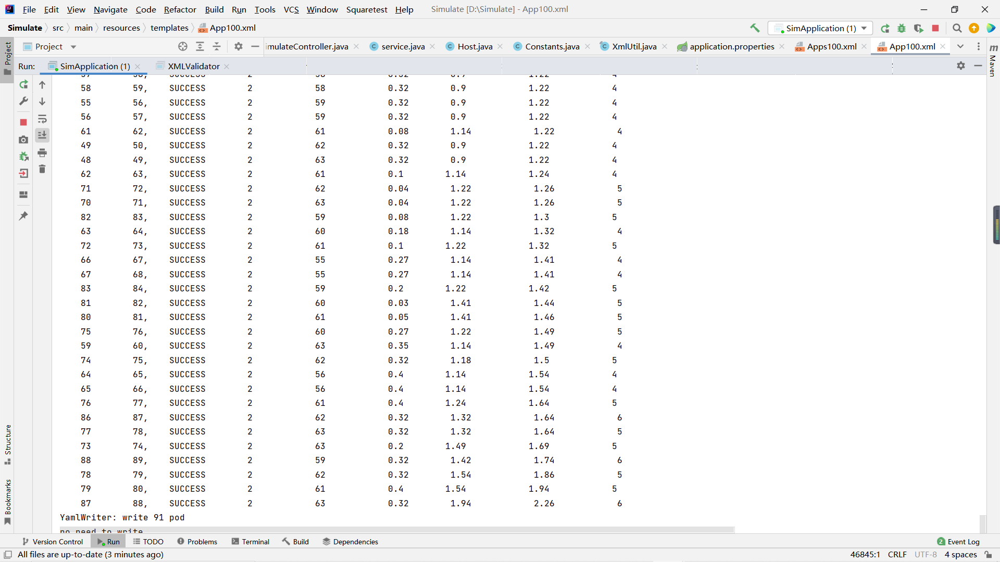 File Edit View Navigate Code Refactor Build Run Tools VCS Window Squaretest Help Simulate [D:\Simulate] - App100.xml
Simulate src main resources templates App100.xml SimApplication (1)
Project imulateController.java service.java Host.java Constants.java XmlUtil.java application.properties Apps100.xml App100.xml
Run: SimApplication (1) XMLValidator
58 59, SUCCESS 2 58 0.32 0.9 1.22 4
55 56, SUCCESS 2 59 0.32 0.9 1.22 4
56 57, SUCCESS 2 59 0.32 0.9 1.22 4
61 62, SUCCESS 2 61 0.08 1.14 1.22 4
49 50, SUCCESS 2 62 0.32 0.9 1.22 4
48 49, SUCCESS 2 63 0.32 0.9 1.22 4
62 63, SUCCESS 2 61 0.1 1.14 1.24 4
71 72, SUCCESS 2 62 0.04 1.22 1.26 5
70 71, SUCCESS 2 63 0.04 1.22 1.26 5
82 83, SUCCESS 2 59 0.08 1.22 1.3 5
63 64, SUCCESS 2 60 0.18 1.14 1.32 4
72 73, SUCCESS 2 61 0.1 1.22 1.32 5
66 67, SUCCESS 2 55 0.27 1.14 1.41 4
67 68, SUCCESS 2 55 0.27 1.14 1.41 4
83 84, SUCCESS 2 59 0.2 1.22 1.42 5
81 82, SUCCESS 2 60 0.03 1.41 1.44 5
80 81, SUCCESS 2 61 0.05 1.41 1.46 5
75 76, SUCCESS 2 60 0.27 1.22 1.49 5
59 60, SUCCESS 2 63 0.35 1.14 1.49 4
74 75, SUCCESS 2 62 0.32 1.18 1.5 5
64 65, SUCCESS 2 56 0.4 1.14 1.54 4
65 66, SUCCESS 2 56 0.4 1.14 1.54 4
76 77, SUCCESS 2 61 0.4 1.24 1.64 5
86 87, SUCCESS 2 62 0.32 1.32 1.64 6
77 78, SUCCESS 2 63 0.32 1.32 1.64 5
73 74, SUCCESS 2 63 0.2 1.49 1.69 5
88 89, SUCCESS 2 59 0.32 1.42 1.74 6
78 79, SUCCESS 2 62 0.32 1.54 1.86 5
79 80, SUCCESS 2 61 0.4 1.54 1.94 5
87 88, SUCCESS 2 63 0.32 1.94 2.26 6
YamlWriter: write 91 pod
no need to write
Project
Structure
Bookmarks
Maven
Version Control Run TODO Problems Terminal Build Dependencies 2 Event Log
All files are up-to-date (3 minutes ago) 46845:1 CRLF UTF-8 4 spaces